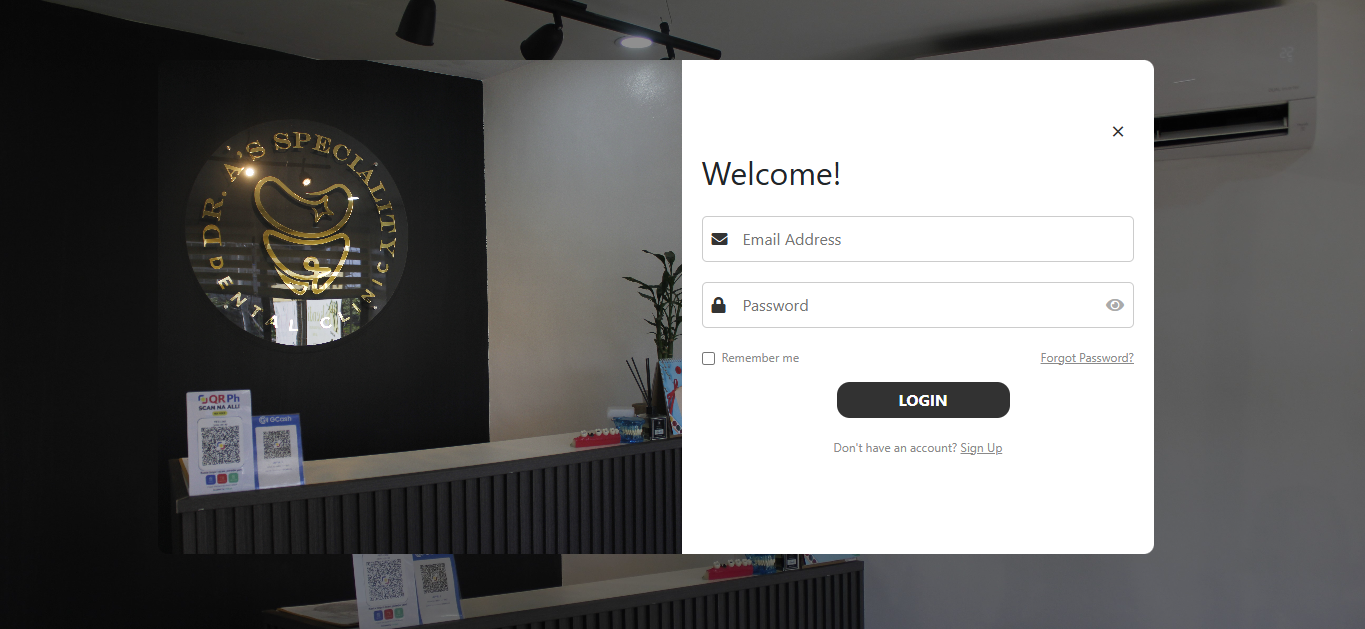 DR. A'S SPECIALITY
DENTAL CLINIC
QRPh
SCAN NA ALL!
GCash
Welcome!
Email Address
Password
Remember me
Forgot Password?
LOGIN
Don't have an account? Sign Up